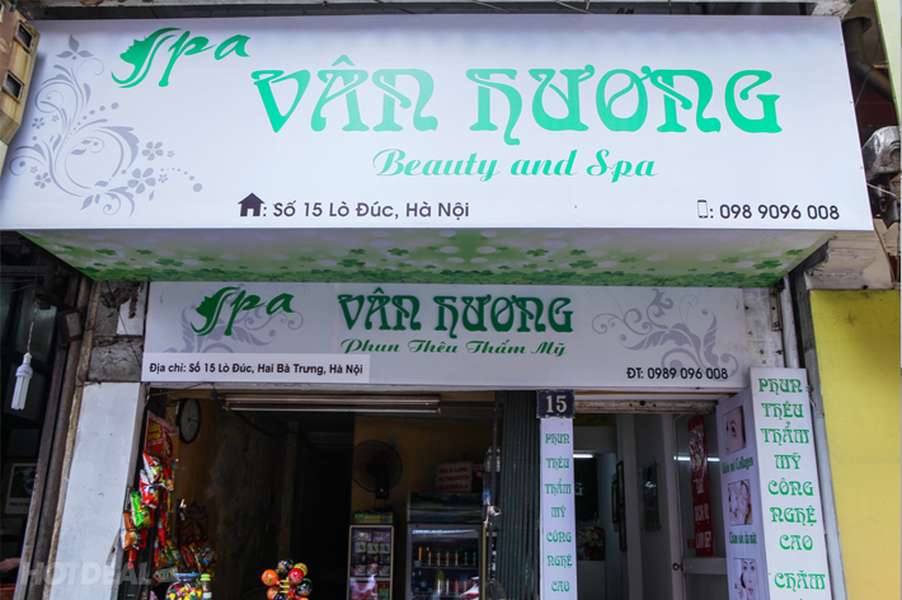 Spa
VÂN HƯƠNG
Beauty and Spa
: Số 15 Lò Đúc, Hà Nội
: 098 9096 008
Spa
VÂN HƯƠNG
Phun Thêu Thẩm Mỹ
Địa chỉ: Số 15 Lò Đúc, Hai Bà Trưng, Hà Nội
ĐT: 0989 096 008
15
PHUN
THÊU
THẨM
MỸ
CÔNG
NGHỆ
CAO
PHUN
THÊU
THẨM
MỸ
CÔNG
NGHỆ
CAO
- CHĂM
Collagen
HOTDEAL